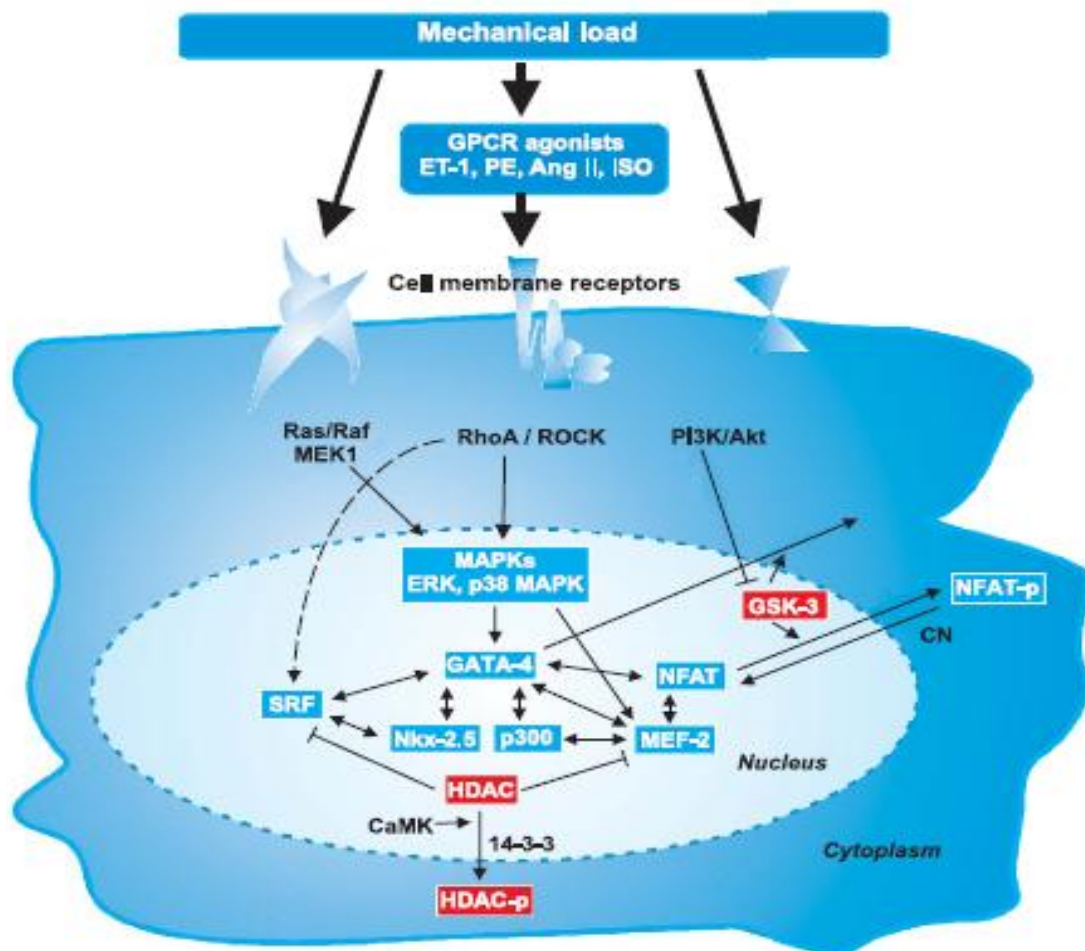 Mechanical load
GPCR agonists
ET-1, PE, Ang II, ISO
Cell membrane receptors
Ras/Raf
MEK1
RhoA / ROCK
PI3K/Akt
MAPKs
ERK, p38 MAPK
GSK-3
NFAT-p
CN
GATA-4
NFAT
SRF
Nkx-2.5
p300
MEF-2
Nucleus
HDAC
CaMK
14-3-3
Cytoplasm
HDAC-p